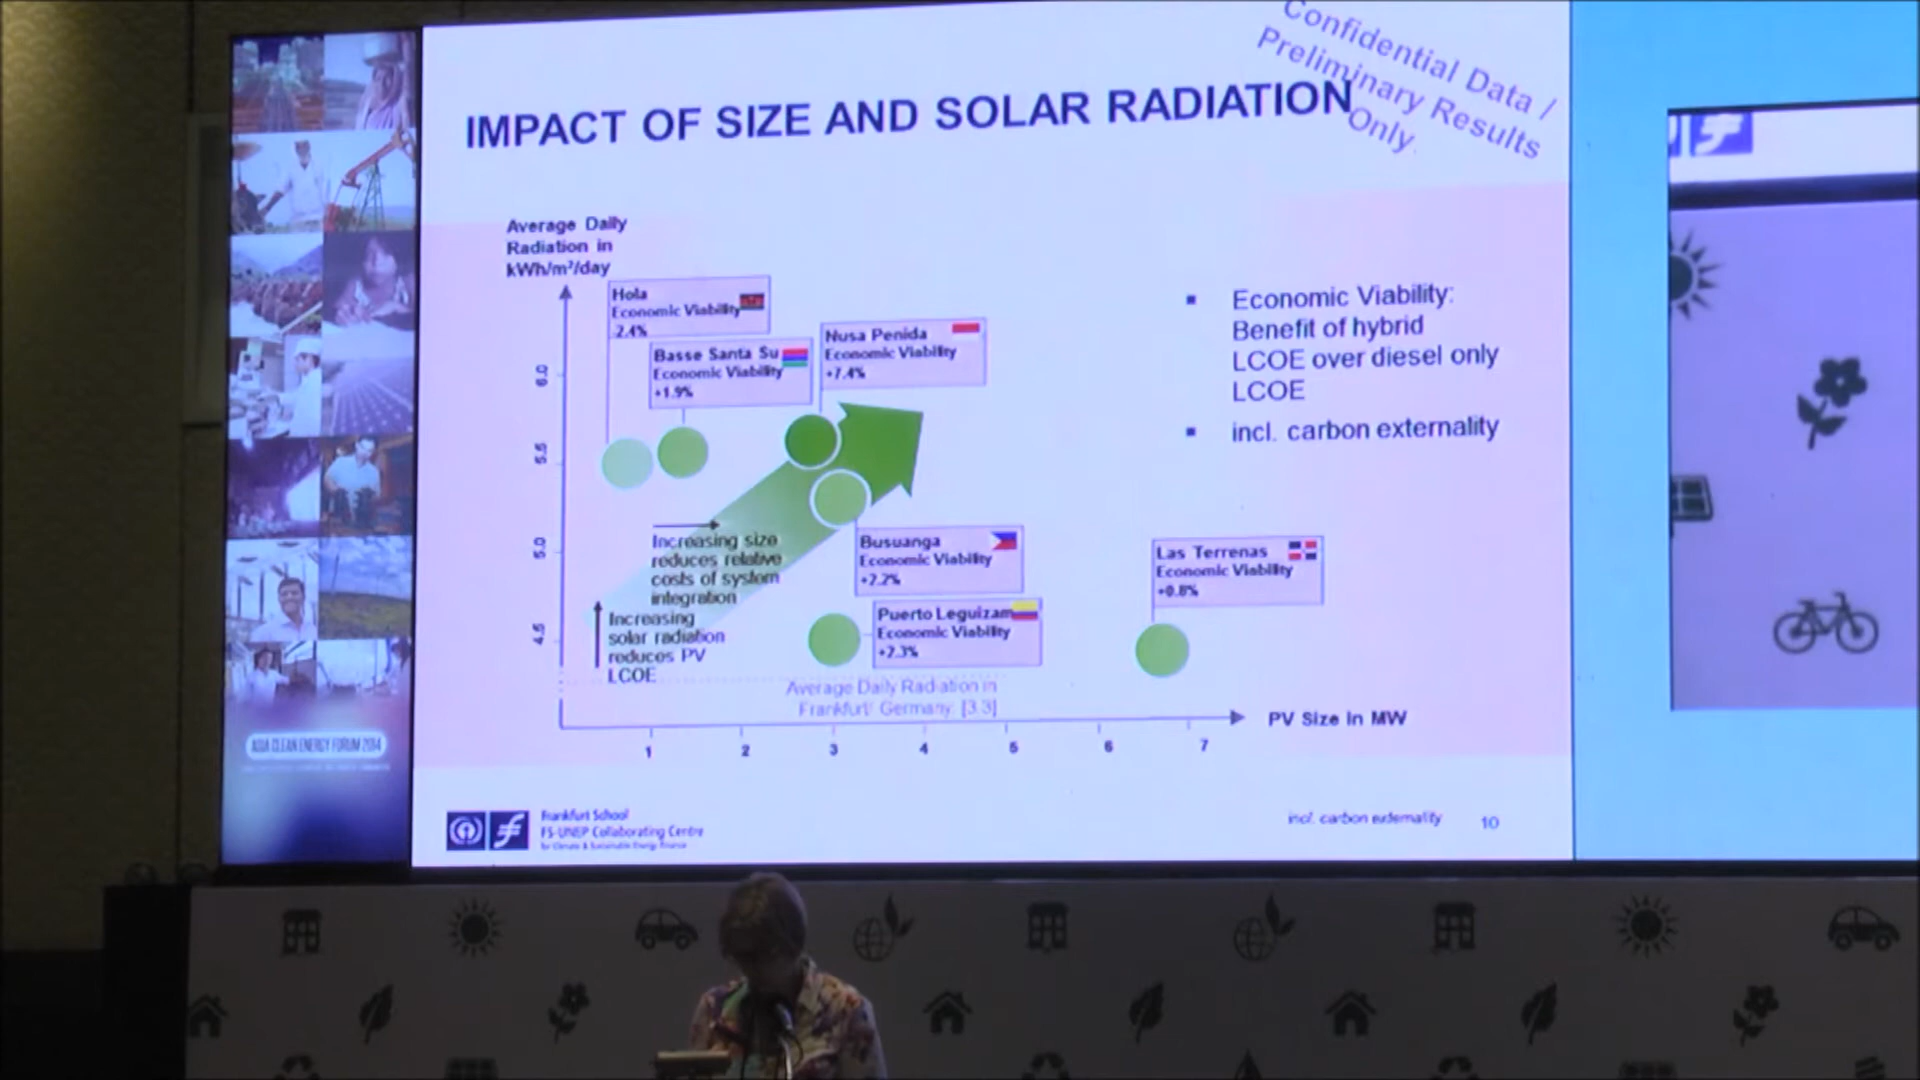 Confidential Data /
Preliminary Results
Only
IMPACT OF SIZE AND SOLAR RADIATION
Average Daily
Radiation in
kWh/m²/day
Hola
Economic Viability
-2.4%
Basse Santa Su
Economic Viability
+1.9%
Nusa Penida
Economic Viability
+7.4%
▪ Economic Viability:
Benefit of hybrid
LCOE over diesel only
LCOE
▪ incl. carbon externality
6.0
5.5
5.0
4.5
Increasing size
reduces relative
costs of system
integration
Increasing
solar radiation
reduces PV
LCOE
Busuanga
Economic Viability
+2.2%
Puerto Leguizam
Economic Viability
+2.3%
Las Terrenas
Economic Viability
+0.8%
Average Daily Radiation in
Frankfurt/ Germany: [3.3]
PV Size in MW
1 2 3 4 5 6 7
ASIA CLEAN ENERGY FORUM 2014
Frankfurt School
FS-UNEP Collaborating Centre
for Climate & Sustainable Energy Finance
incl. carbon externality
10